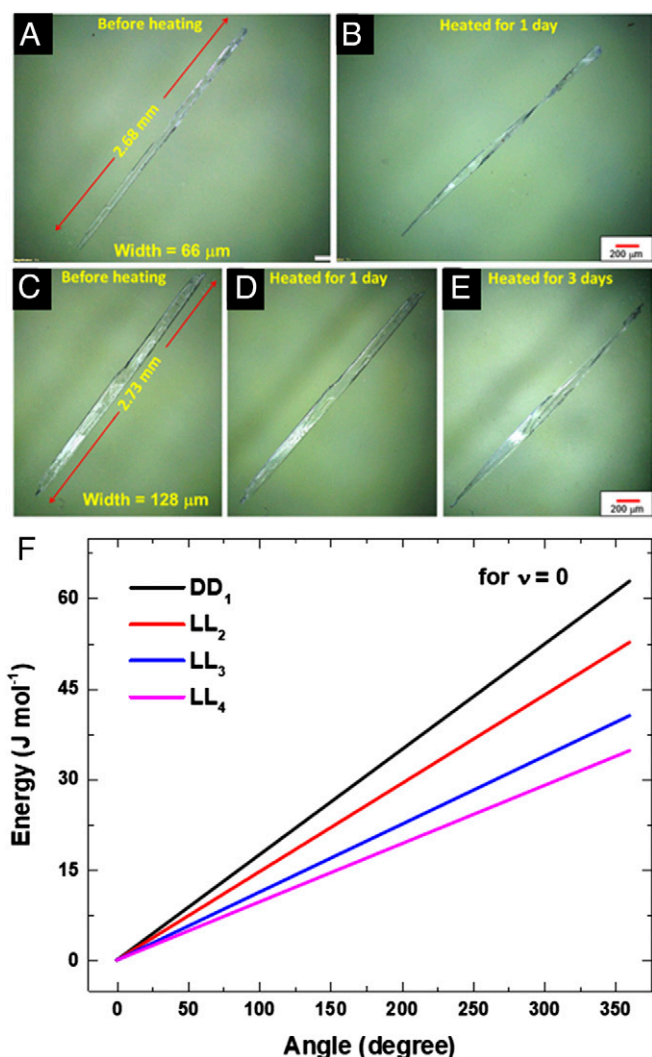 A
Before heating
2.68 mm
Width = 66 μm
B
Heated for 1 day
200 μm
C
Before heating
2.73 mm
Width = 128 μm
D
Heated for 1 day
E
Heated for 3 days
200 μm
F
for ν = 0
DD₁
LL₂
LL₃
LL₄
Energy (J mol⁻¹)
60
45
30
15
0
0
50
100
150
200
250
300
350
Angle (degree)